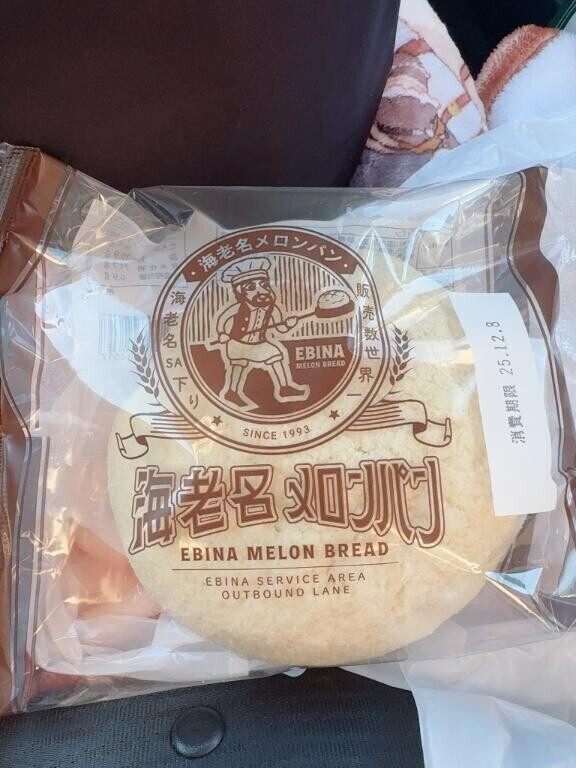 海老名メロンパン
海老名SA下り
販売数世界一
EBINA
MELON BREAD
SINCE 1993
海老名メロンパン
EBINA MELON BREAD
EBINA SERVICE AREA
OUTBOUND LANE
消費期限 25.12.8